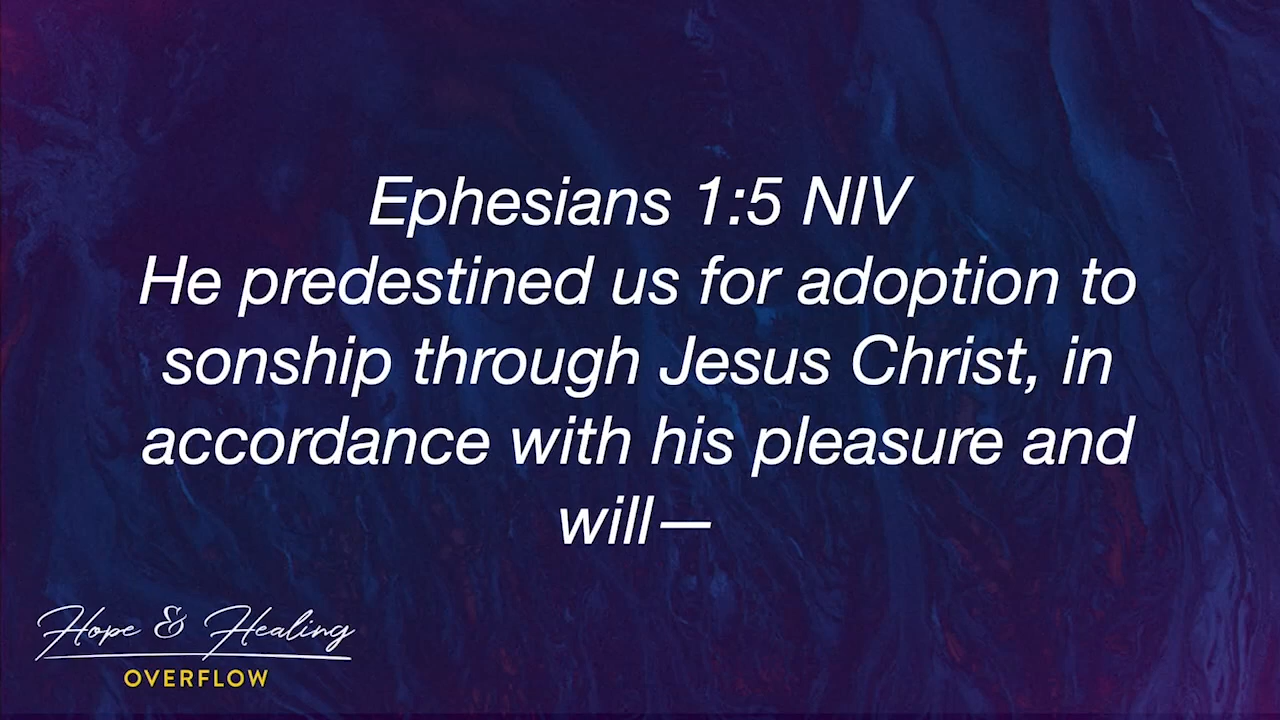 Ephesians 1:5 NIV
He predestined us for adoption to
sonship through Jesus Christ, in
accordance with his pleasure and
will—
Hope & Healing
OVERFLOW